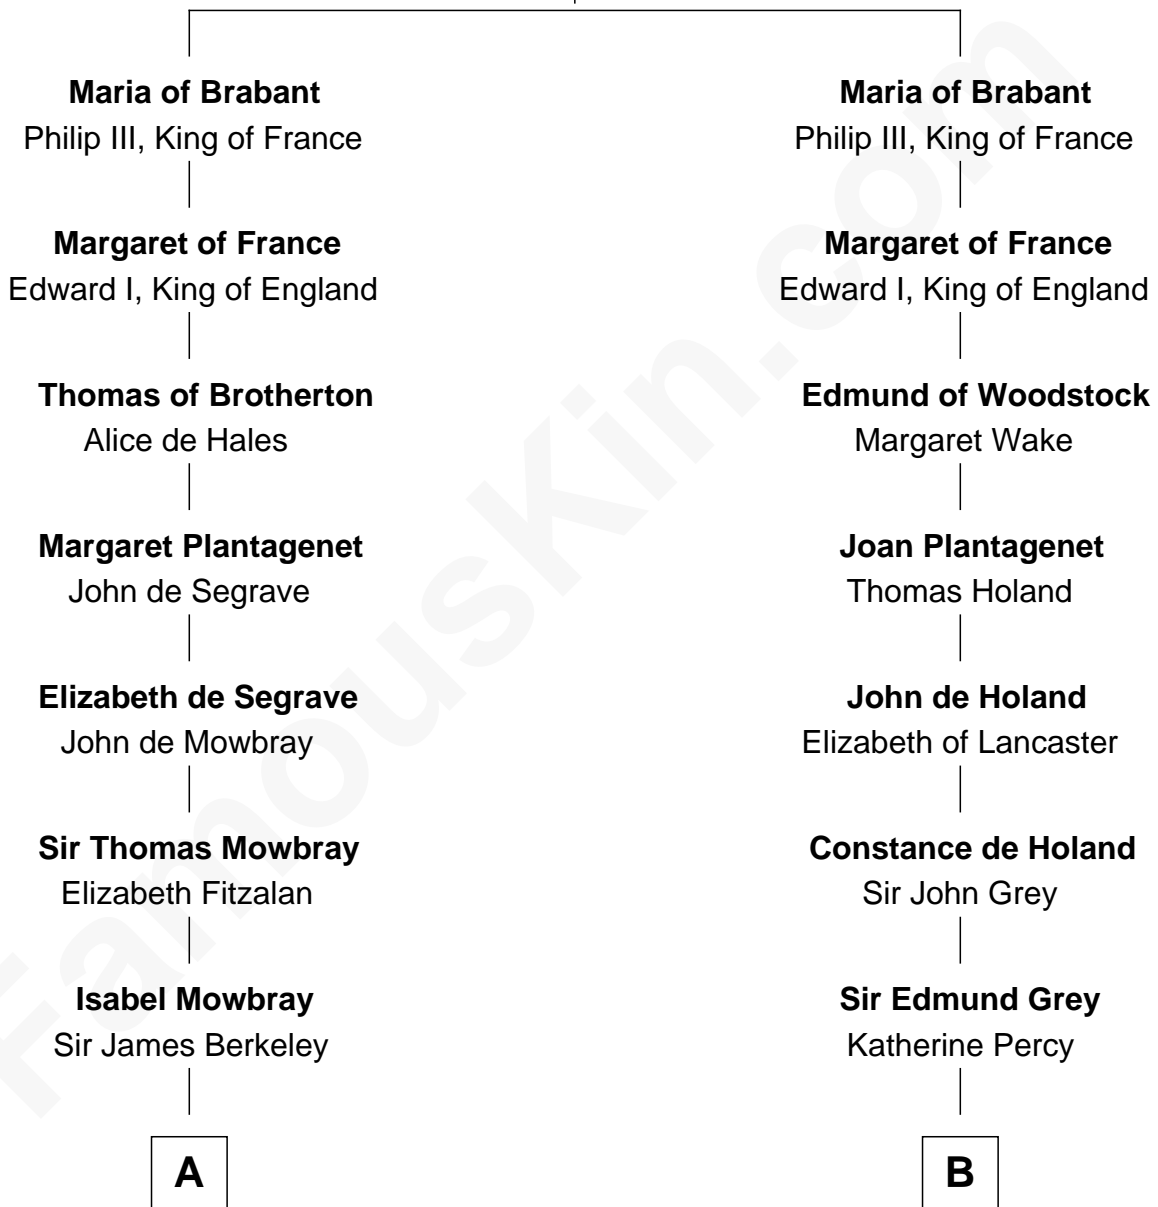 Maria of Brabant
Philip III, King of France
Margaret of France
Edward I, King of England
Thomas of Brotherton
Alice de Hales
Margaret Plantagenet
John de Segrave
Elizabeth de Segrave
John de Mowbray
Sir Thomas Mowbray
Elizabeth Fitzalan
Isabel Mowbray
Sir James Berkeley
A
Maria of Brabant
Philip III, King of France
Margaret of France
Edward I, King of England
Edmund of Woodstock
Margaret Wake
Joan Plantagenet
Thomas Holand
John de Holand
Elizabeth of Lancaster
Constance de Holand
Sir John Grey
Sir Edmund Grey
Katherine Percy
B
FamousKin.com